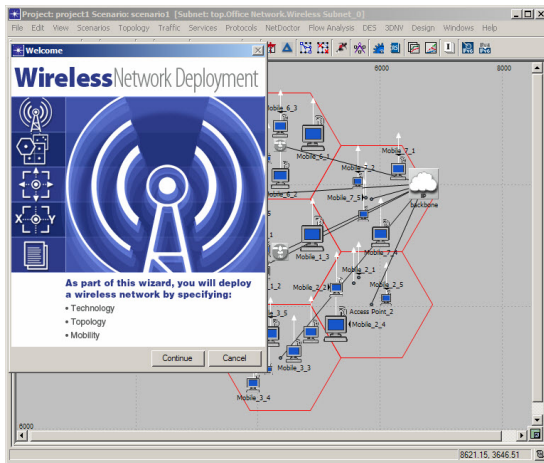 Project: project1 Scenario: scenario1 [Subnet: top.Office Network.Wireless Subnet_0]
File Edit View Scenarios Topology Traffic Services Protocols NetDoctor Flow Analysis DES 3DNV Design Windows Help
Welcome
Wireless Network Deployment
As part of this wizard, you will deploy
a wireless network by specifying:
• Technology
• Topology
• Mobility
Continue Cancel
6000 8000
Mobile_6_3
Mobile_6_1
Mobile_7_1
Mobile_7_5
IP
backbone
Mobile_1_3
Mobile_7_4
Mobile_2_1
Mobile_2_5
Access Point_2
Mobile_2_4
Mobile_3_3
Mobile_3_4
6000
8621.15, 3646.51